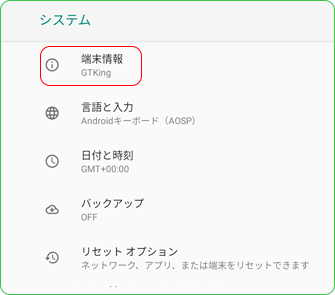 システム
端末情報
GTKing
言語と入力
Androidキーボード（AOSP）
日付と時刻
GMT+00:00
バックアップ
OFF
リセット オプション
ネットワーク、アプリ、または端末をリセットできます